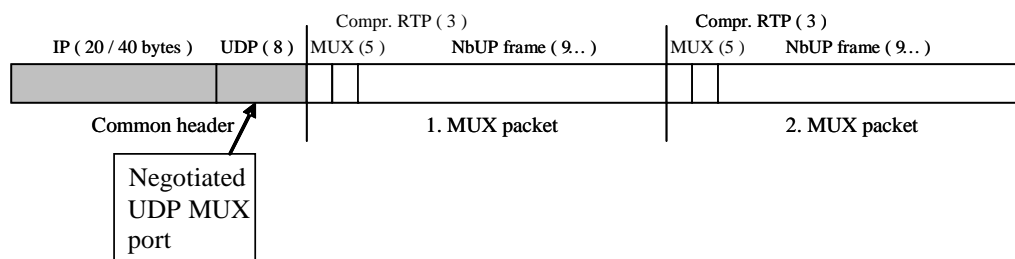 Compr. RTP ( 3 ) Compr. RTP ( 3 )
IP ( 20 / 40 bytes ) UDP ( 8 ) MUX (5) NbUP frame ( 9... ) MUX (5) NbUP frame ( 9... )
Common header 1. MUX packet 2. MUX packet
Negotiated
UDP MUX
port